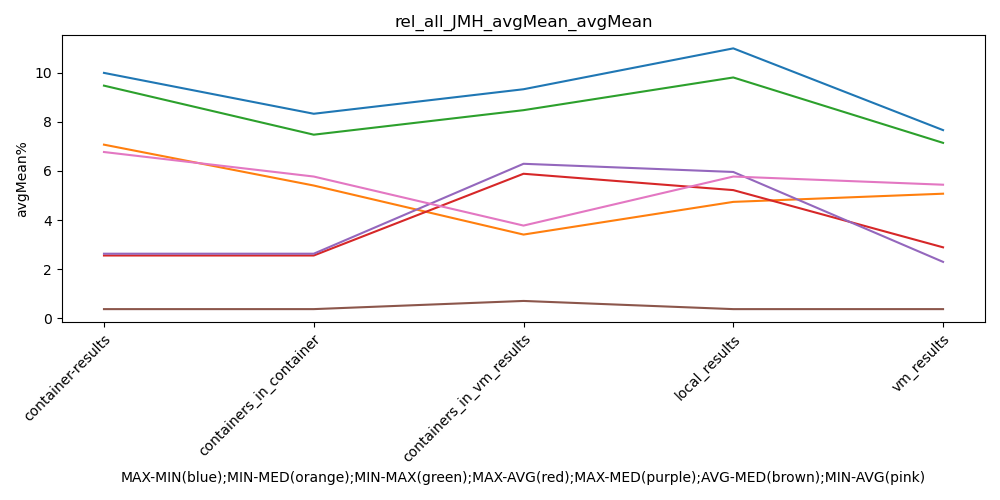 rel_all_JMH_avgMean_avgMean
avgMean%
10
8
6
4
2
0
container-results
containers_in_container
containers_in_vm_results
local_results
vm_results
MAX-MIN(blue);MIN-MED(orange);MIN-MAX(green);MAX-AVG(red);MAX-MED(purple);AVG-MED(brown);MIN-AVG(pink)